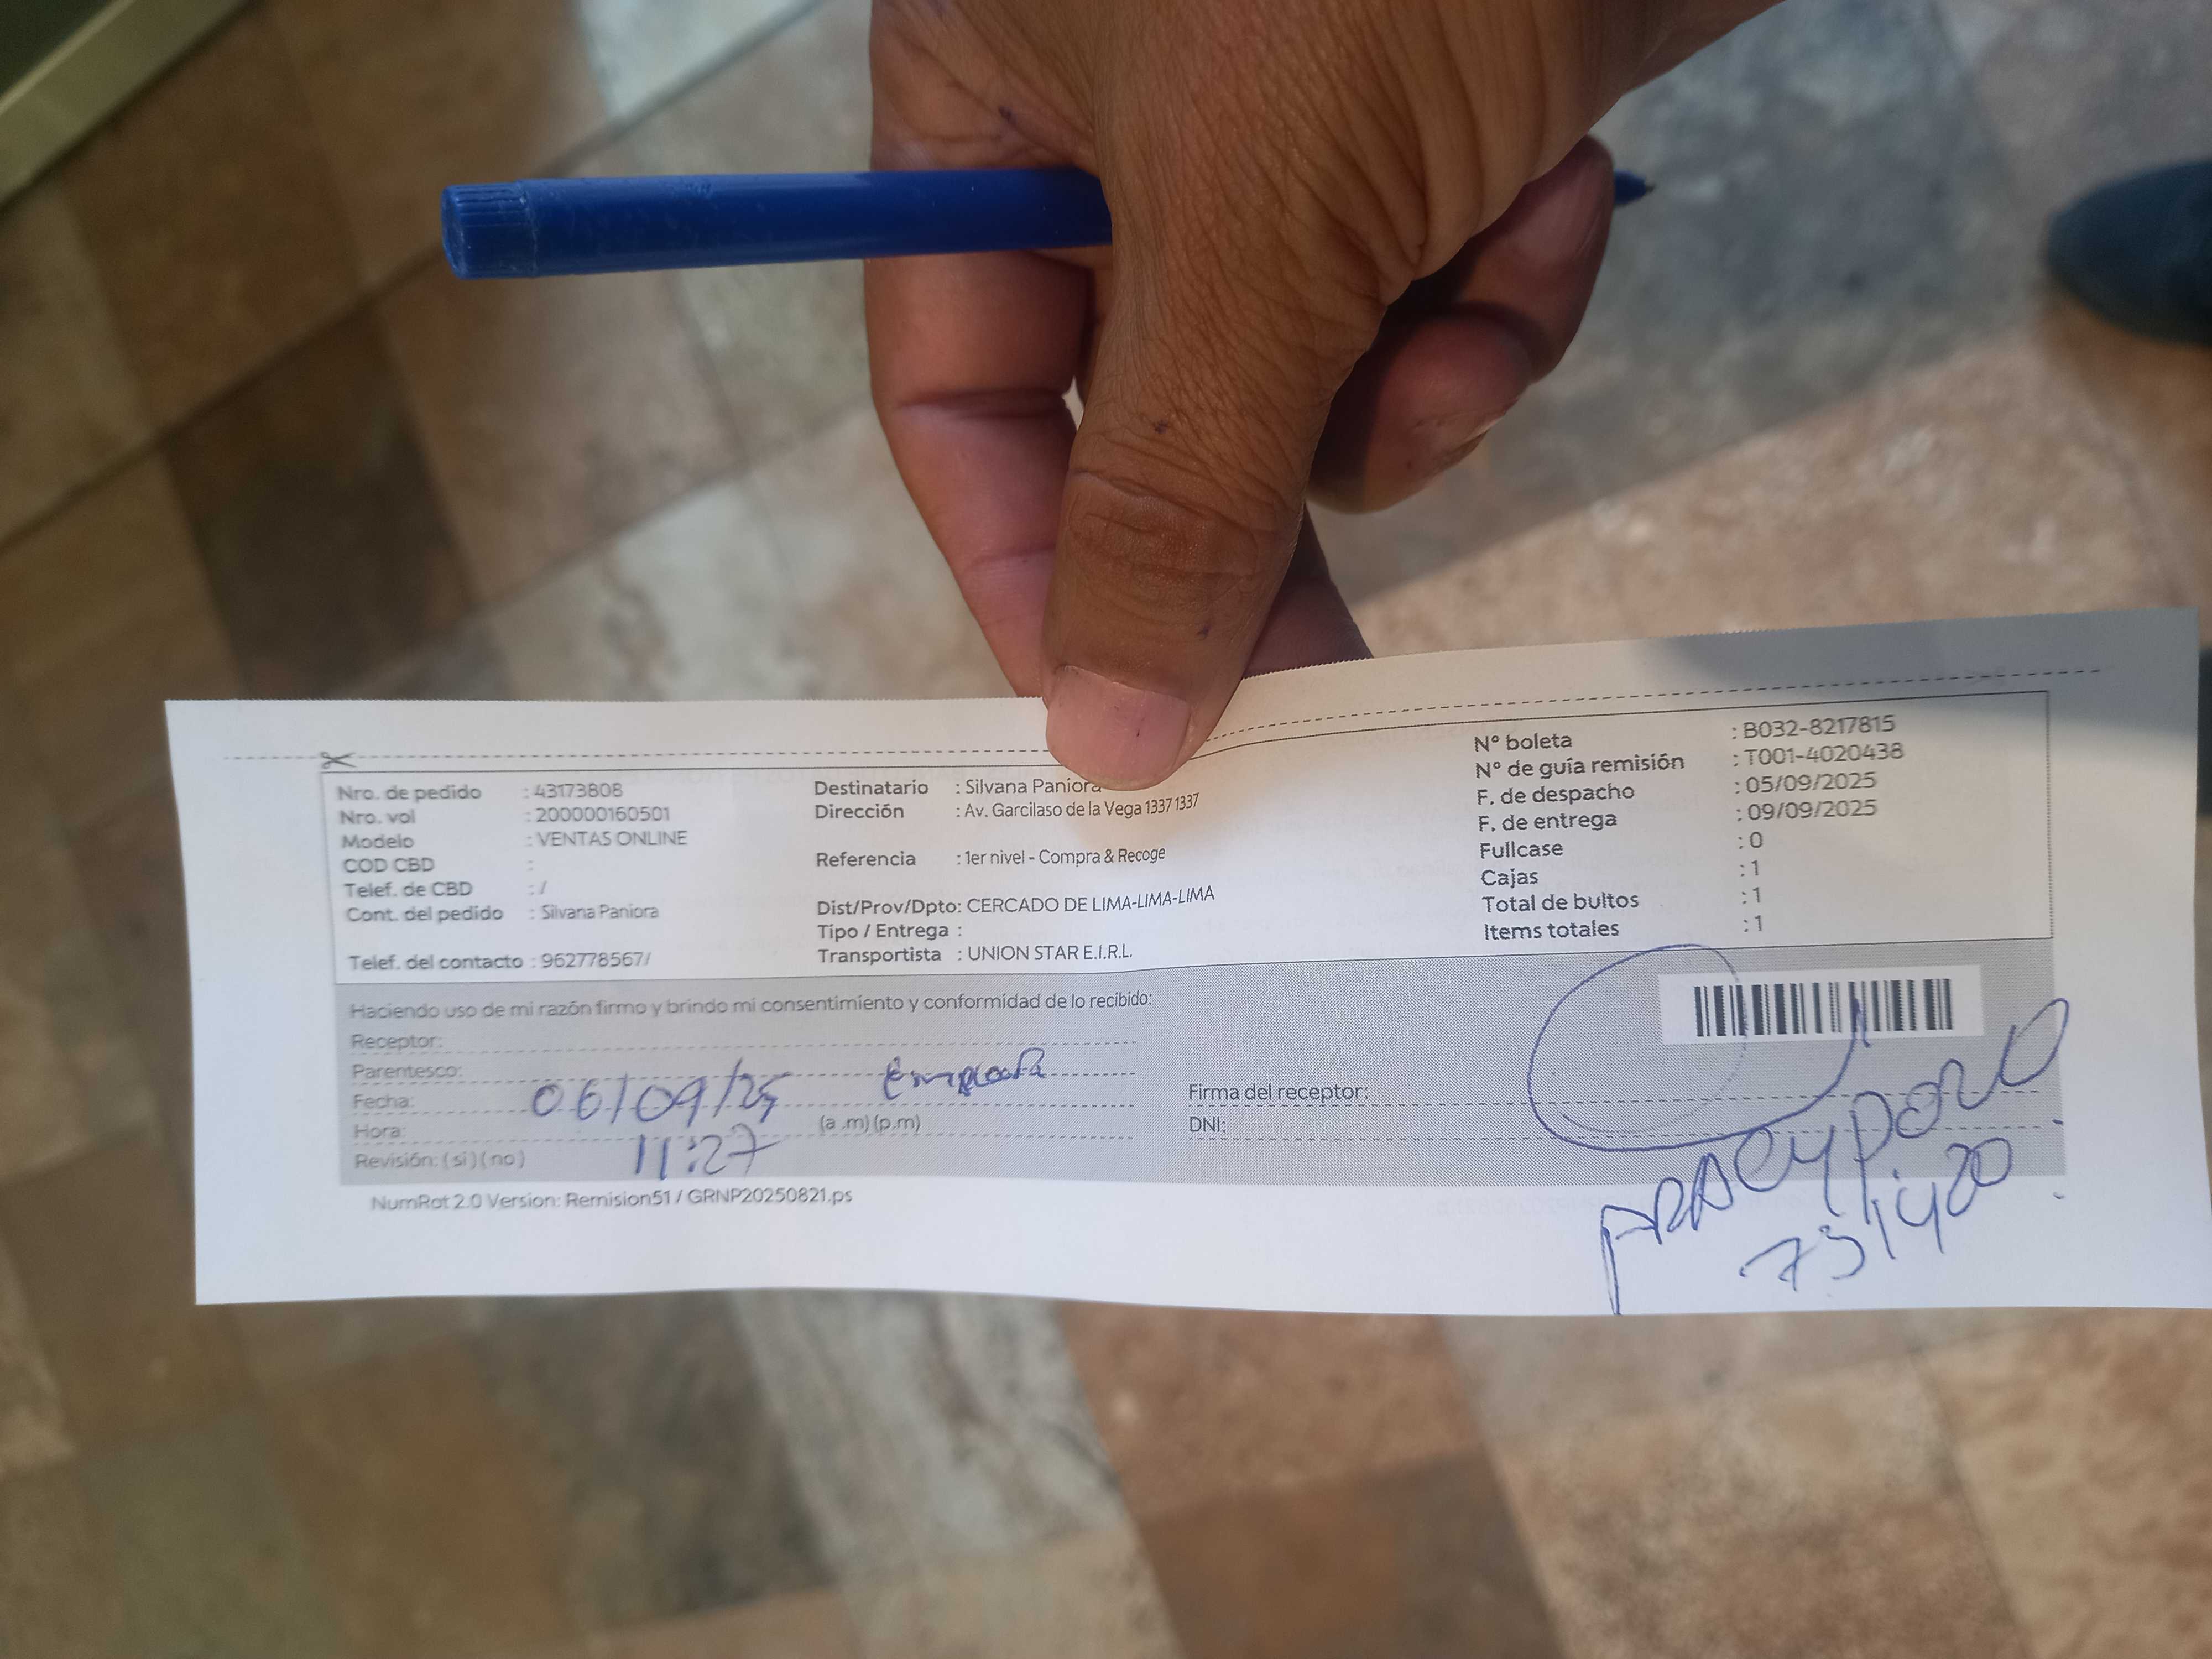 Nro. de pedido : 43173808
Nro. vol : 200000160501
Modelo : VENTAS ONLINE
COD CBD :
Telef. de CBD : /
Cont. del pedido : Silvana Paniora
Telef. del contacto : 962778567/
Destinatario : Silvana Paniora
Dirección : Av. Garcilaso de la Vega 1337 1337
Referencia : 1er nivel - Compra & Recoge
Dist/Prov/Dpto: CERCADO DE LIMA-LIMA-LIMA
Tipo / Entrega :
Transportista : UNION STAR E.I.R.L.
N° boleta : B032-8217815
N° de guía remisión : T001-4020438
F. de despacho : 05/09/2025
F. de entrega : 09/09/2025
Fullcase : 0
Cajas : 1
Total de bultos : 1
Items totales : 1
Haciendo uso de mi razón firmo y brindo mi consentimiento y conformidad de lo recibido:
Receptor:
Parentesco:
Fecha: 06/09/25
Hora: 11:27 (a .m) (p.m)
Revisión: (si) (no)
Firma del receptor:
DNI:
NumRot 2.0 Version: Remision51 / GRNP20250821.ps